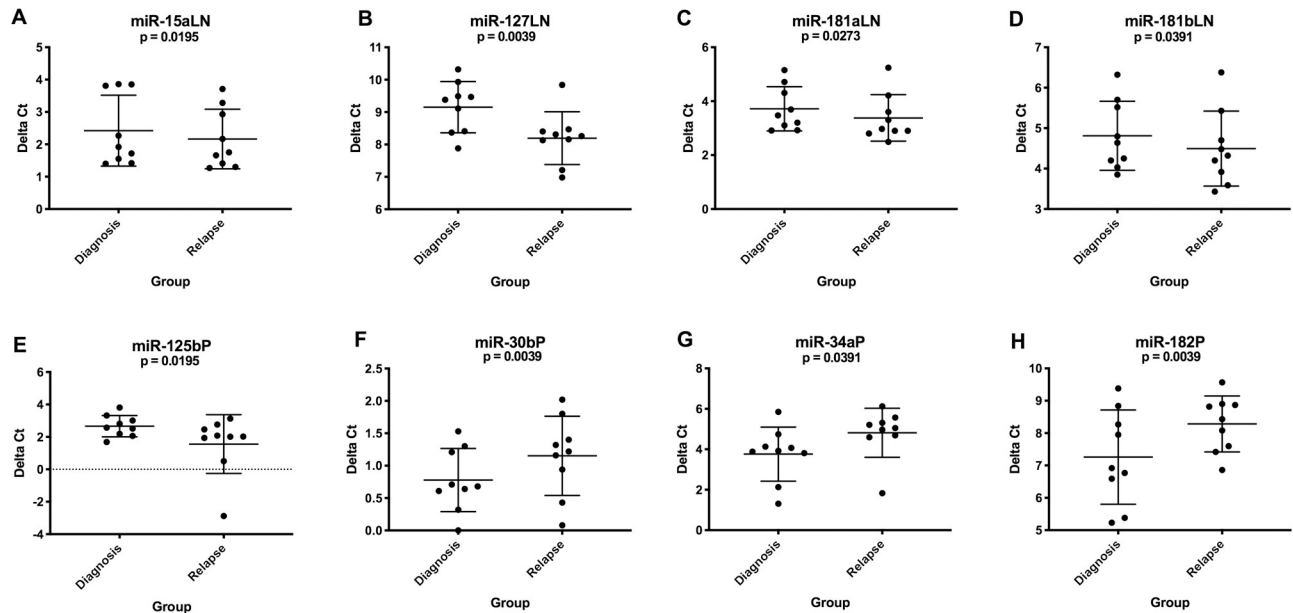 A
miR-15aLN
p = 0.0195
Delta Ct
5
4
3
2
1
0
Diagnosis
Relapse
Group
B
miR-127LN
p = 0.0039
Delta Ct
11
10
9
8
7
6
Diagnosis
Relapse
Group
C
miR-181aLN
p = 0.0273
Delta Ct
6
4
2
0
Diagnosis
Relapse
Group
D
miR-181bLN
p = 0.0391
Delta Ct
7
6
5
4
3
Diagnosis
Relapse
Group
E
miR-125bP
p = 0.0195
Delta Ct
6
4
2
0
-2
-4
Diagnosis
Relapse
Group
F
miR-30bP
p = 0.0039
Delta Ct
2.5
2.0
1.5
1.0
0.5
0.0
Diagnosis
Relapse
Group
G
miR-34aP
p = 0.0391
Delta Ct
8
6
4
2
0
Diagnosis
Relapse
Group
H
miR-182P
p = 0.0039
Delta Ct
10
9
8
7
6
5
Diagnosis
Relapse
Group